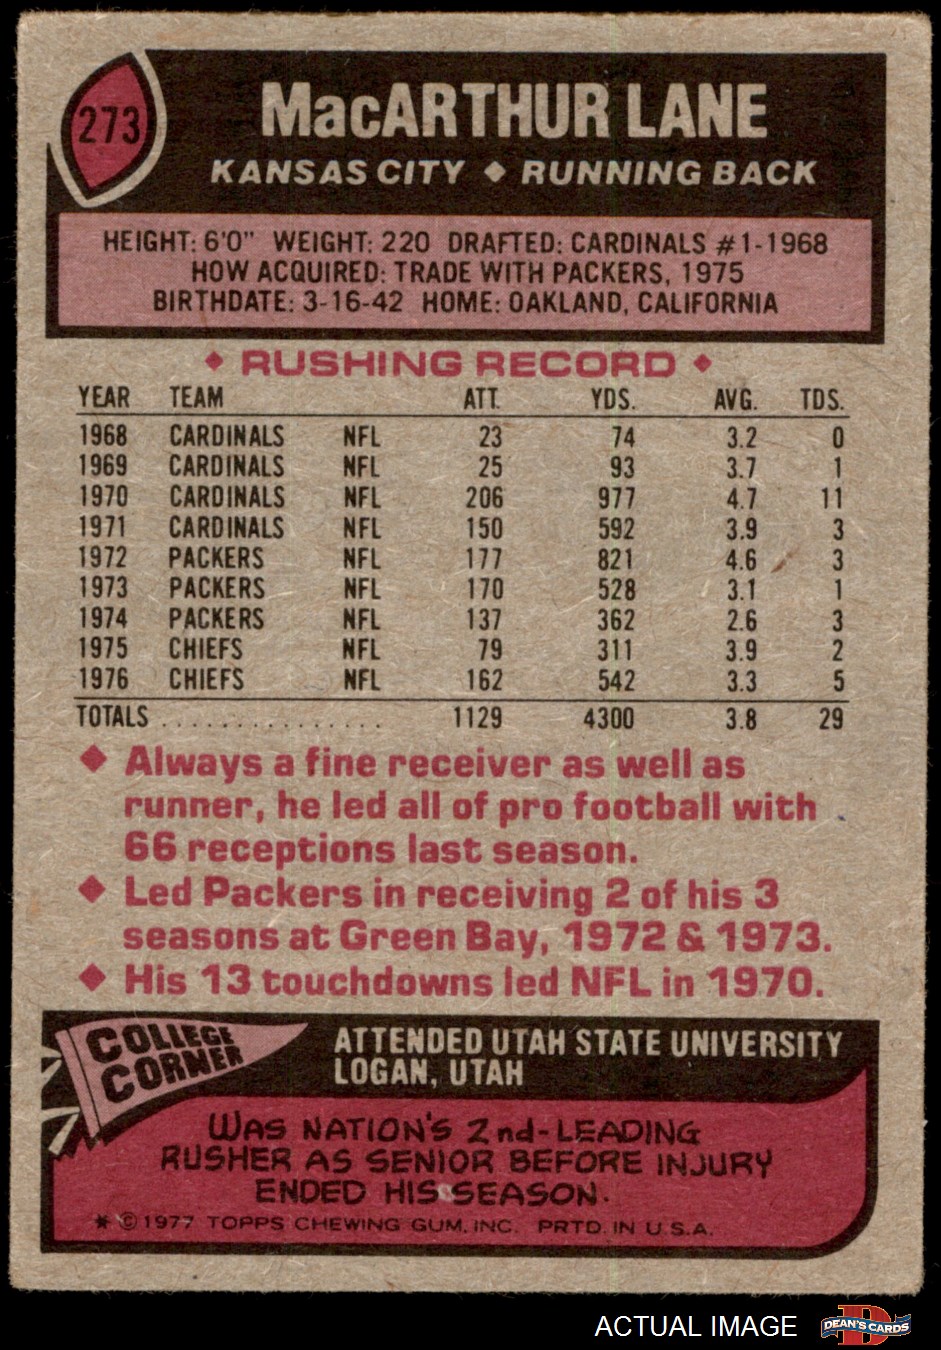 273
MacARTHUR LANE
KANSAS CITY ◆ RUNNING BACK
HEIGHT: 6'0" WEIGHT: 220 DRAFTED: CARDINALS #1-1968
HOW ACQUIRED: TRADE WITH PACKERS, 1975
BIRTHDATE: 3-16-42 HOME: OAKLAND, CALIFORNIA
◆ RUSHING RECORD ◆
YEAR TEAM ATT. YDS. AVG. TDS.
1968 CARDINALS NFL 23 74 3.2 0
1969 CARDINALS NFL 25 93 3.7 1
1970 CARDINALS NFL 206 977 4.7 11
1971 CARDINALS NFL 150 592 3.9 3
1972 PACKERS NFL 177 821 4.6 3
1973 PACKERS NFL 170 528 3.1 1
1974 PACKERS NFL 137 362 2.6 3
1975 CHIEFS NFL 79 311 3.9 2
1976 CHIEFS NFL 162 542 3.3 5
TOTALS . . . . . . . . . . . . . . . 1129 4300 3.8 29
◆ Always a fine receiver as well as
runner, he led all of pro football with
66 receptions last season.
◆ Led Packers in receiving 2 of his 3
seasons at Green Bay, 1972 & 1973.
◆ His 13 touchdowns led NFL in 1970.
COLLEGE
CORNER
ATTENDED UTAH STATE UNIVERSITY
LOGAN, UTAH
WAS NATION'S 2nd-LEADING
RUSHER AS SENIOR BEFORE INJURY
ENDED HIS SEASON.
* © 1977 TOPPS CHEWING GUM, INC. PRTD. IN U.S.A.
ACTUAL IMAGE
D
DEAN'S CARDS